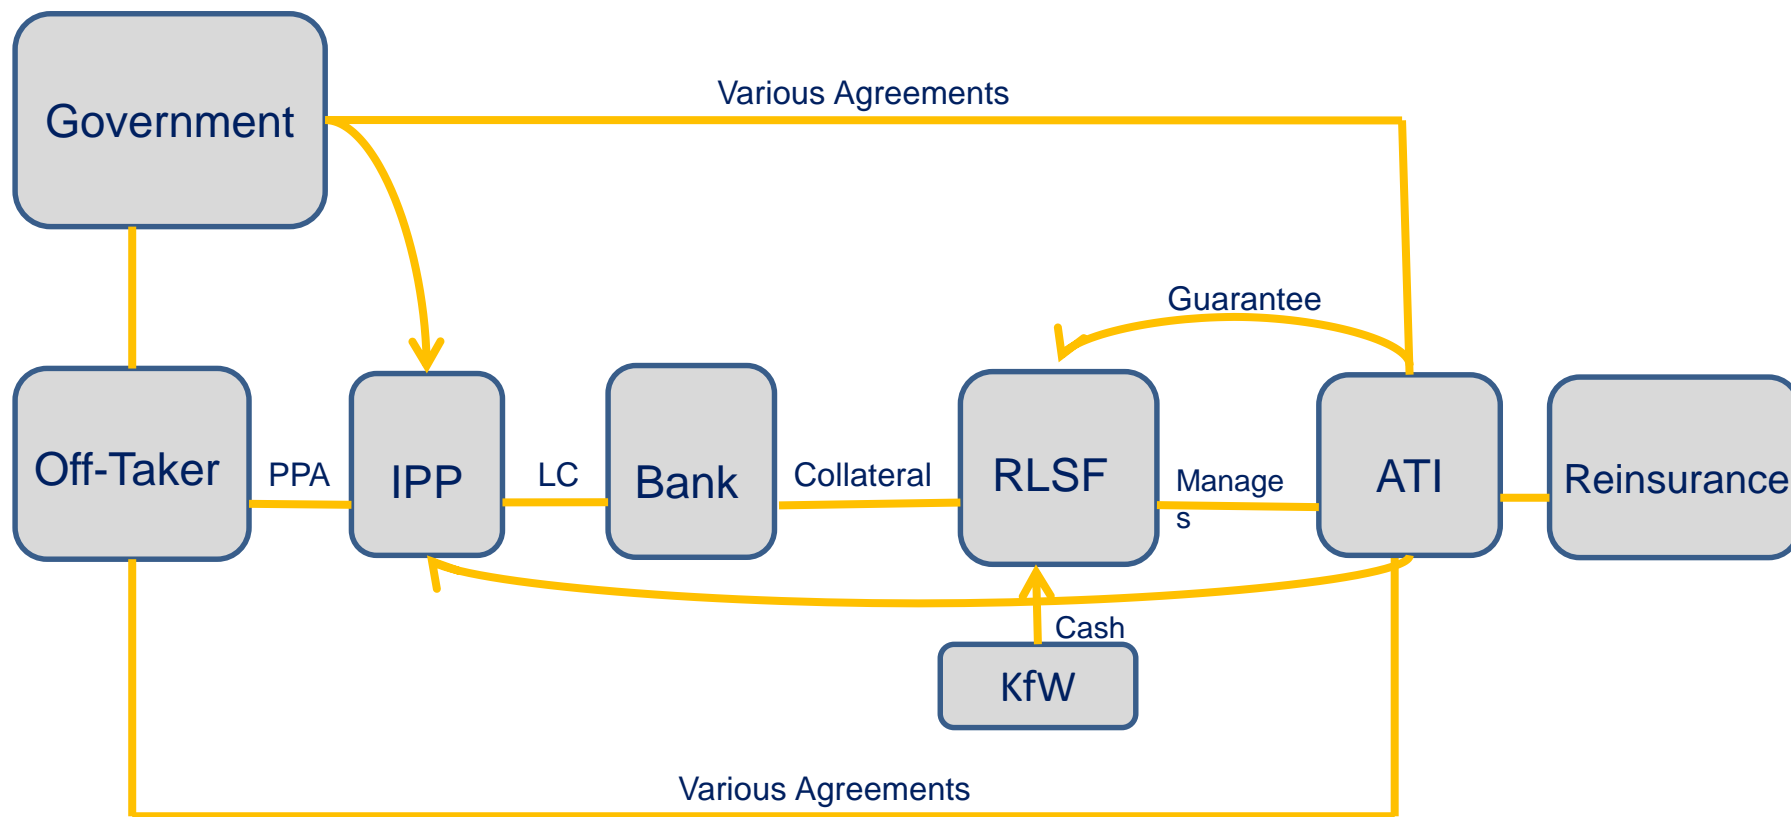 Various Agreements
Government
Guarantee
Off-Taker
PPA
IPP
LC
Bank
Collateral
RLSF
Manage
s
ATI
Reinsurance
Cash
KfW
Various Agreements